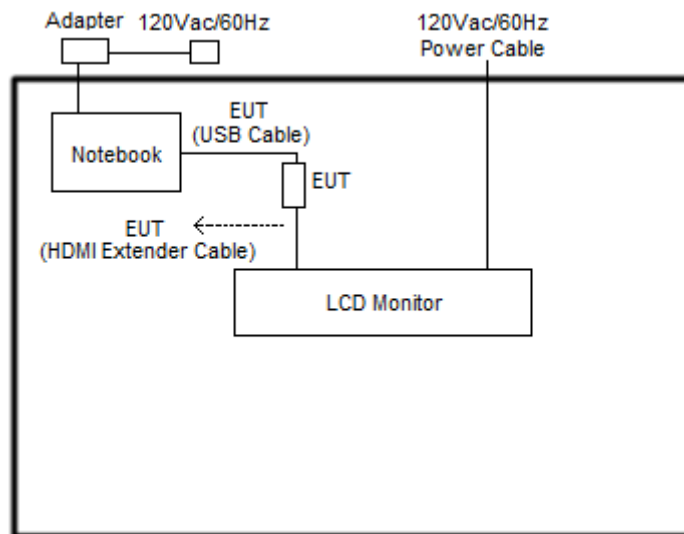 Adapter
120Vac/60Hz
120Vac/60Hz
Power Cable
EUT
(USB Cable)
Notebook
EUT
EUT
(HDMI Extender Cable)
LCD Monitor